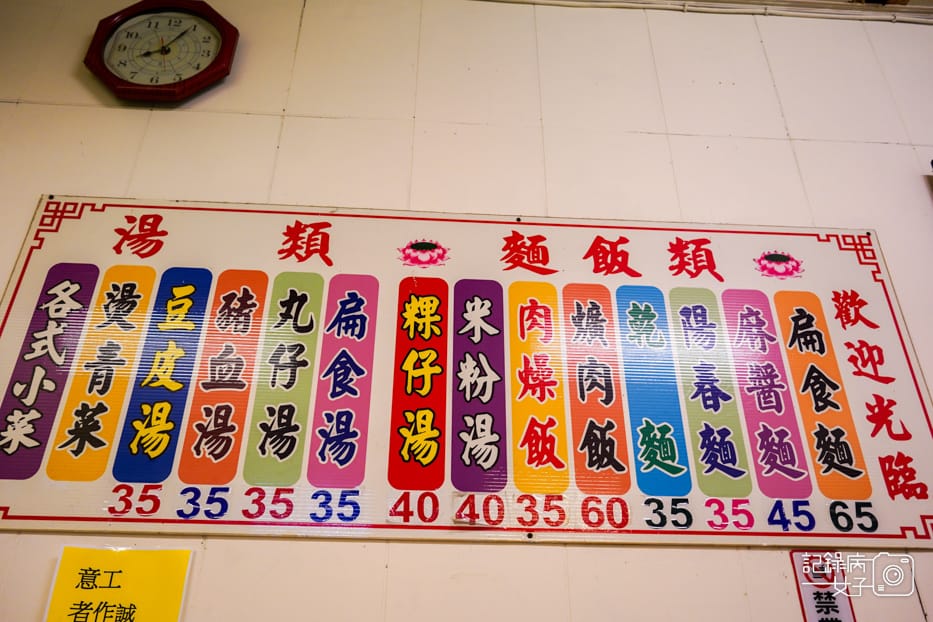 歡迎光臨
麵飯類
扁食麵 65
麻醬麵 45
陽春麵 35
乾麵 35
爌肉飯 60
肉燥飯 35
米粉湯 40
粿仔湯 40
湯類
扁食湯 35
丸仔湯 35
豬血湯 35
豆皮湯 35
燙青菜
各式小菜
誠
工作
意者
禁
記錄病
女子